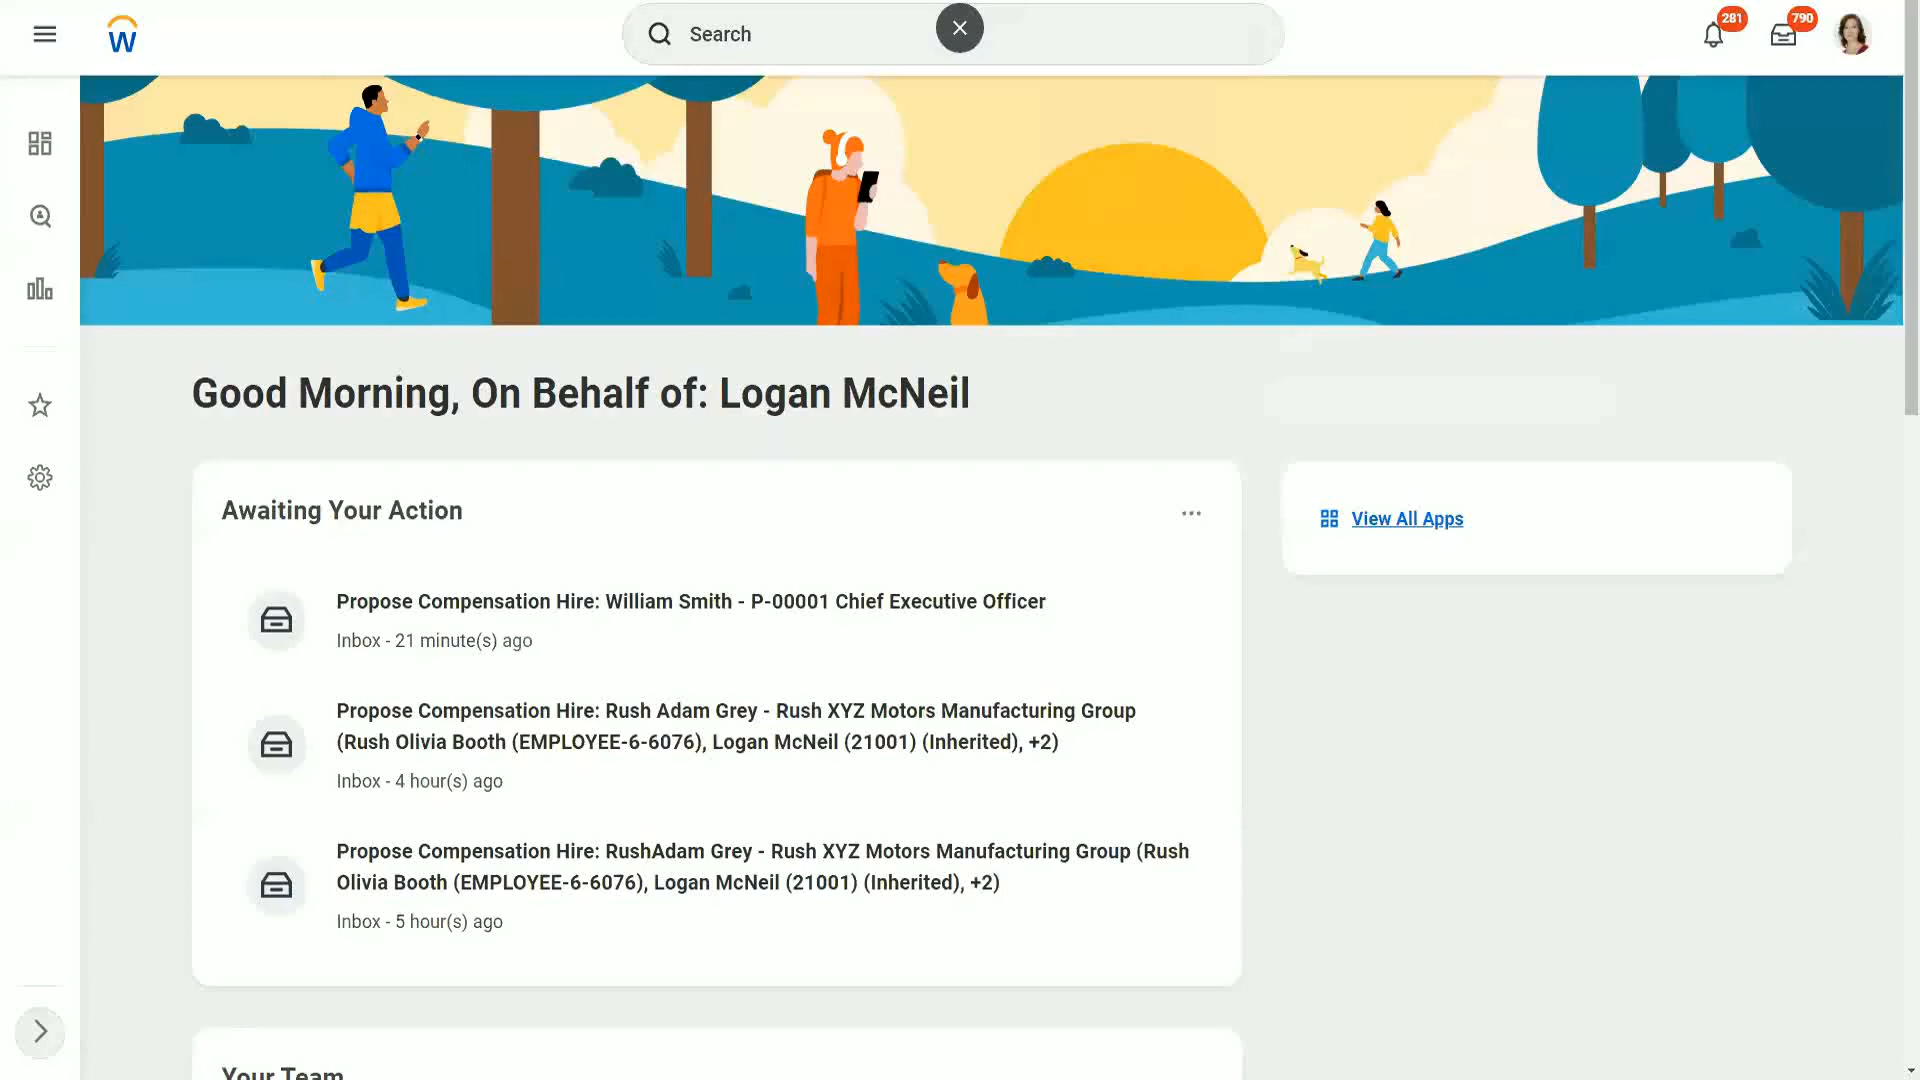 W
Search
281
790
Good Morning, On Behalf of: Logan McNeil
Awaiting Your Action
View All Apps
Propose Compensation Hire: William Smith - P-00001 Chief Executive Officer
Inbox - 21 minute(s) ago
Propose Compensation Hire: Rush Adam Grey - Rush XYZ Motors Manufacturing Group
(Rush Olivia Booth (EMPLOYEE-6-6076), Logan McNeil (21001) (Inherited), +2)
Inbox - 4 hour(s) ago
Propose Compensation Hire: RushAdam Grey - Rush XYZ Motors Manufacturing Group (Rush
Olivia Booth (EMPLOYEE-6-6076), Logan McNeil (21001) (Inherited), +2)
Inbox - 5 hour(s) ago
Your Team